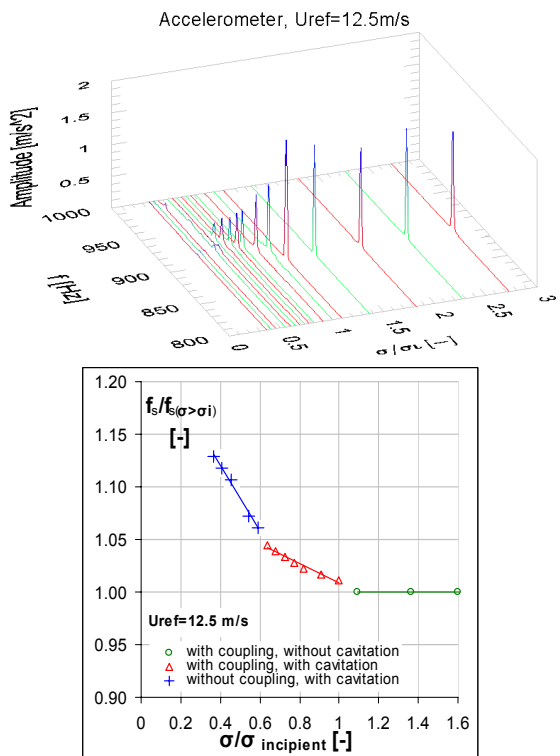 Accelerometer, Uref=12.5m/s
2
1.5
1
0.5
Amplitude [m/s^2]
1000
950
900
850
800
f [Hz]
0
0.5
1
1.5
2
2.5
3
σ/σι [--]
1.20
1.15
1.10
1.05
1.00
0.95
0.90
fs/fs(σ>σi)
[-]
Uref=12.5 m/s
with coupling, without cavitation
with coupling, with cavitation
without coupling, with cavitation
0 0.2 0.4 0.6 0.8 1 1.2 1.4 1.6
σ/σ incipient [-]